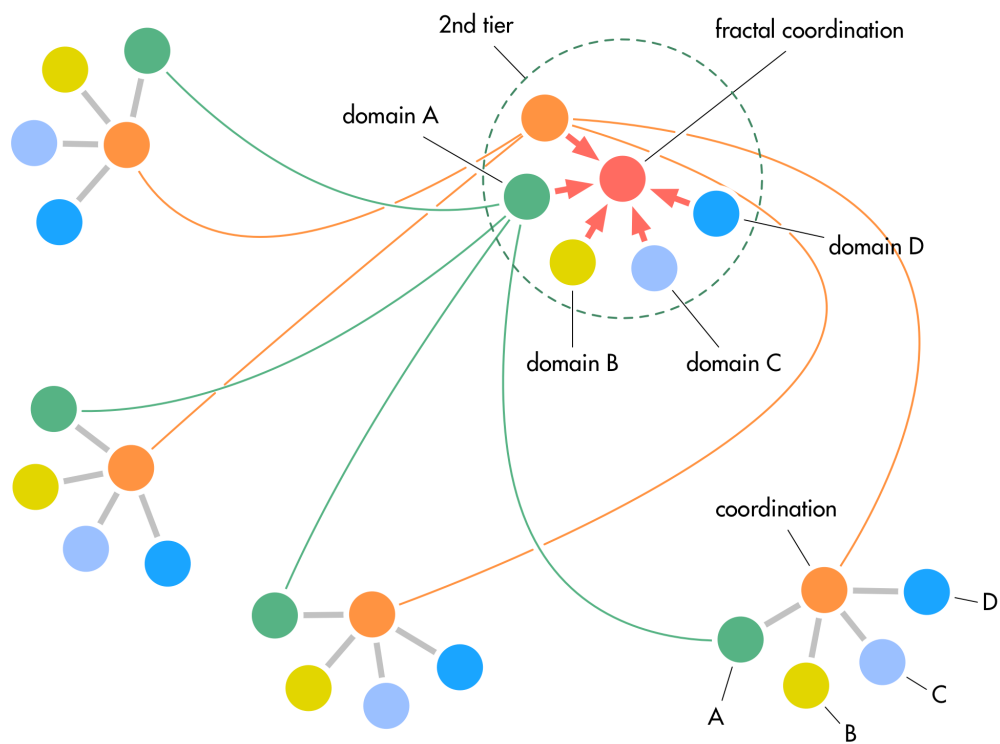 2nd tier
fractal coordination
domain A
domain D
domain B
domain C
coordination
D
C
A
B